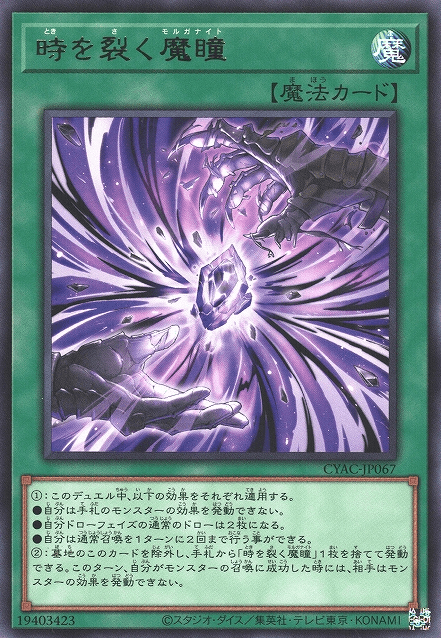 時を裂く魔瞳
とき さ モルガナイト
魔
【魔法カード】
ま ほう
CYAC-JP067
①：このデュエル中、以下の効果をそれぞれ適用する。
●自分は手札のモンスターの効果を発動できない。
●自分ドローフェイズの通常のドローは２枚になる。
●自分は通常召喚を１ターンに２回まで行う事ができる。
②：墓地のこのカードを除外し、手札から「時を裂く魔瞳」１枚を捨てて発動
できる。このターン、自分がモンスターの召喚に成功した時には、相手はモン
スターの効果を発動できない。
19403423
©スタジオ・ダイス／集英社・テレビ東京・KONAMI